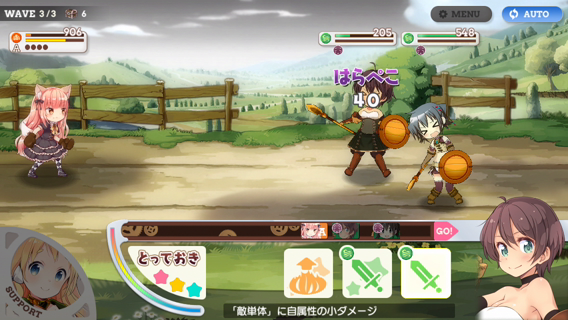 WAVE 3/3 6
MENU
AUTO
906
A
205
548
はらぺこ
40
GO!
とっておき
SUPPORT
「敵単体」に自属性の小ダメージ